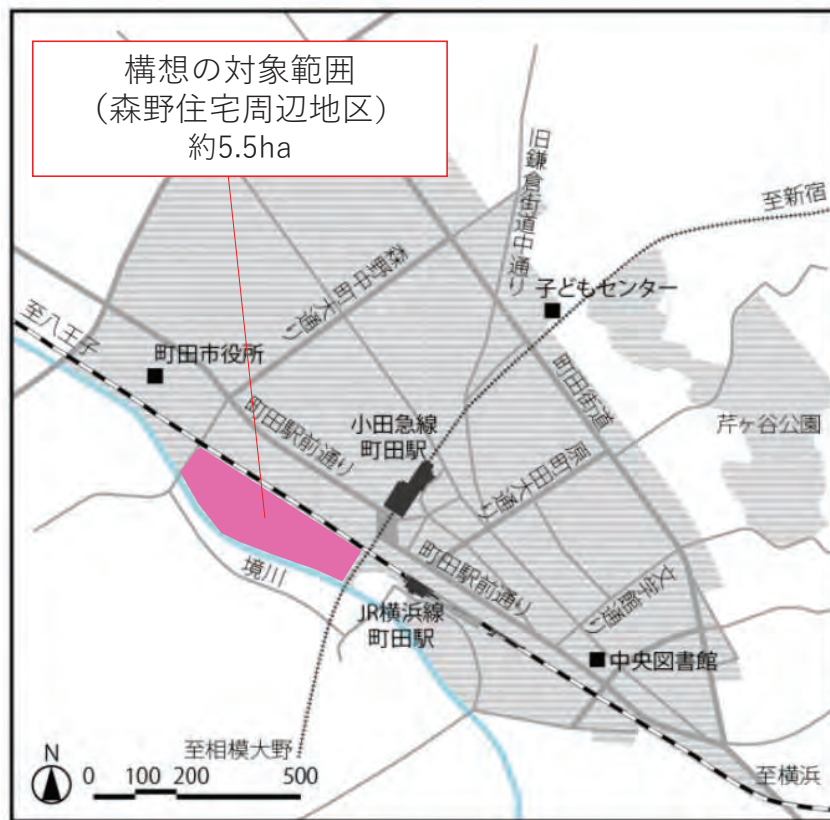 構想の対象範囲
（森野住宅周辺地区）
約5.5ha
旧鎌倉街道中通り
至新宿
森野中町大通り
子どもセンター
至八王子
町田市役所
町田街道
小田急線
町田駅
町田駅前通り
芹ヶ谷公園
原町田大通り
境川
町田駅前通り
文学館通り
JR横浜線
町田駅
中央図書館
至相模大野
至横浜
N
0 100 200 500